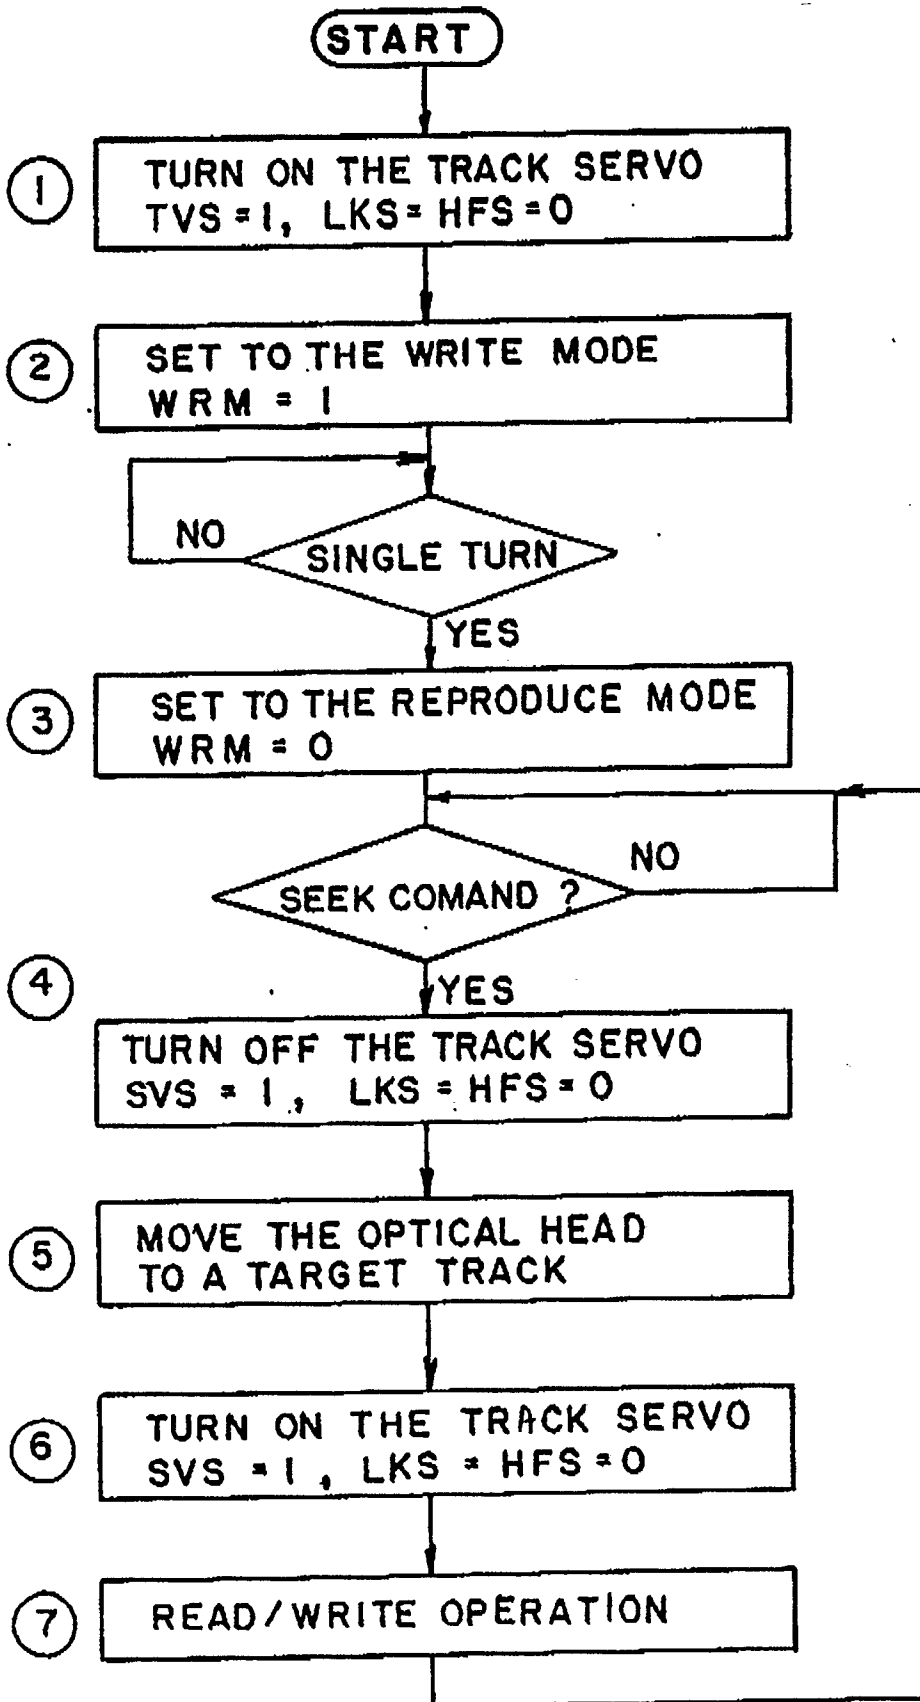 START
1
TURN ON THE TRACK SERVO
TVS = 1, LKS = HFS = 0
2
SET TO THE WRITE MODE
WRM = 1
NO
SINGLE TURN
YES
3
SET TO THE REPRODUCE MODE
WRM = 0
NO
SEEK COMAND ?
4
YES
TURN OFF THE TRACK SERVO
SVS = 1, LKS = HFS = 0
5
MOVE THE OPTICAL HEAD
TO A TARGET TRACK
6
TURN ON THE TRACK SERVO
SVS = 1, LKS = HFS = 0
7
READ/WRITE OPERATION